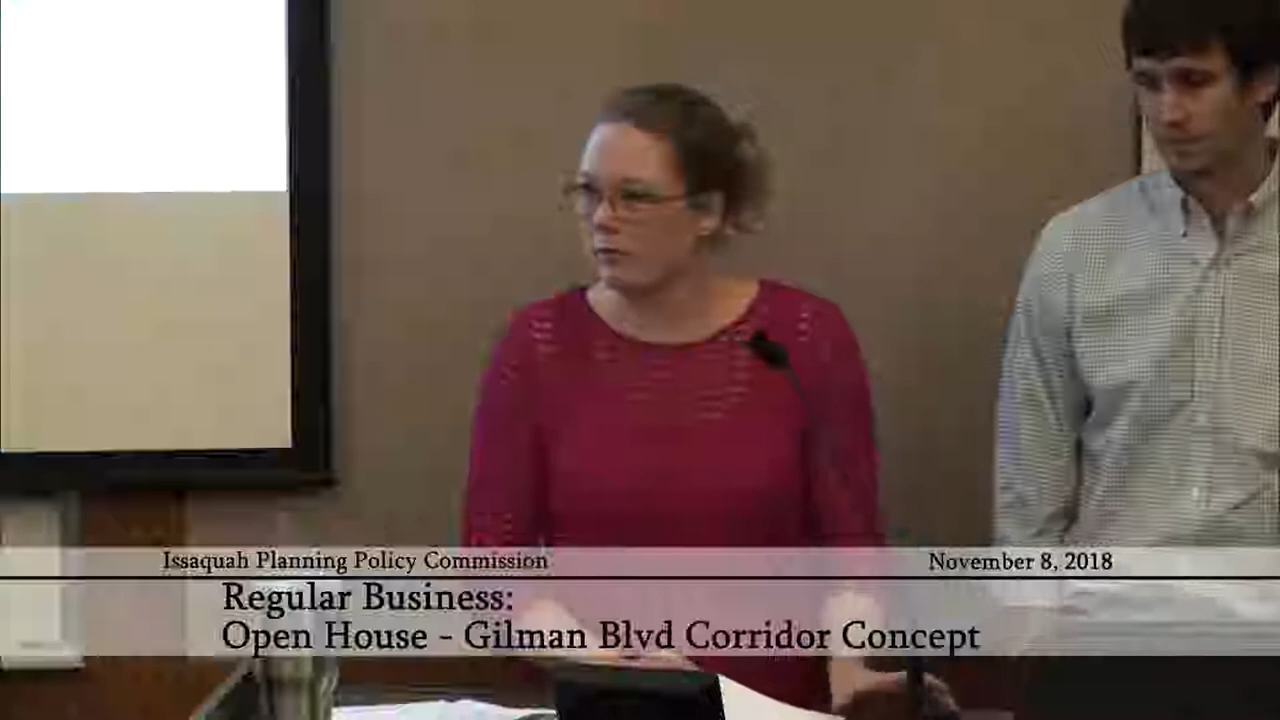 Issaquah Planning Policy Commission
November 8, 2018
Regular Business:
Open House - Gilman Blvd Corridor Concept